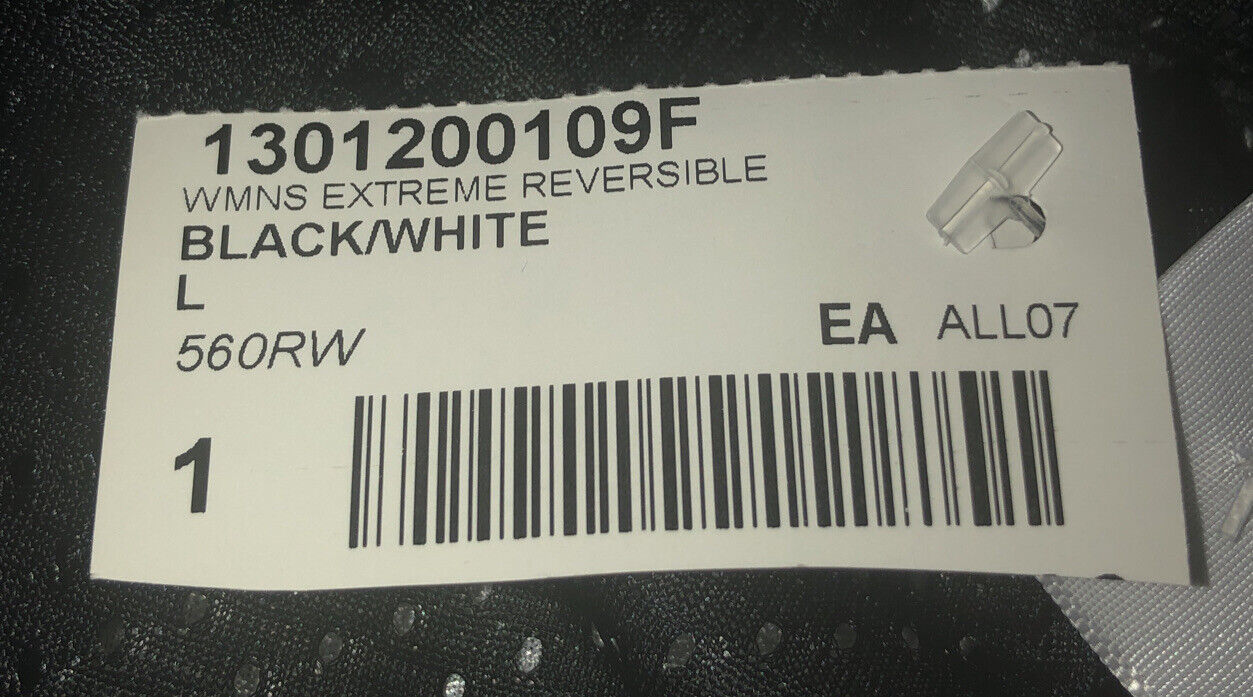 1301200109F
WMNS EXTREME REVERSIBLE
BLACK/WHITE
L
560RW
EA ALL07
1